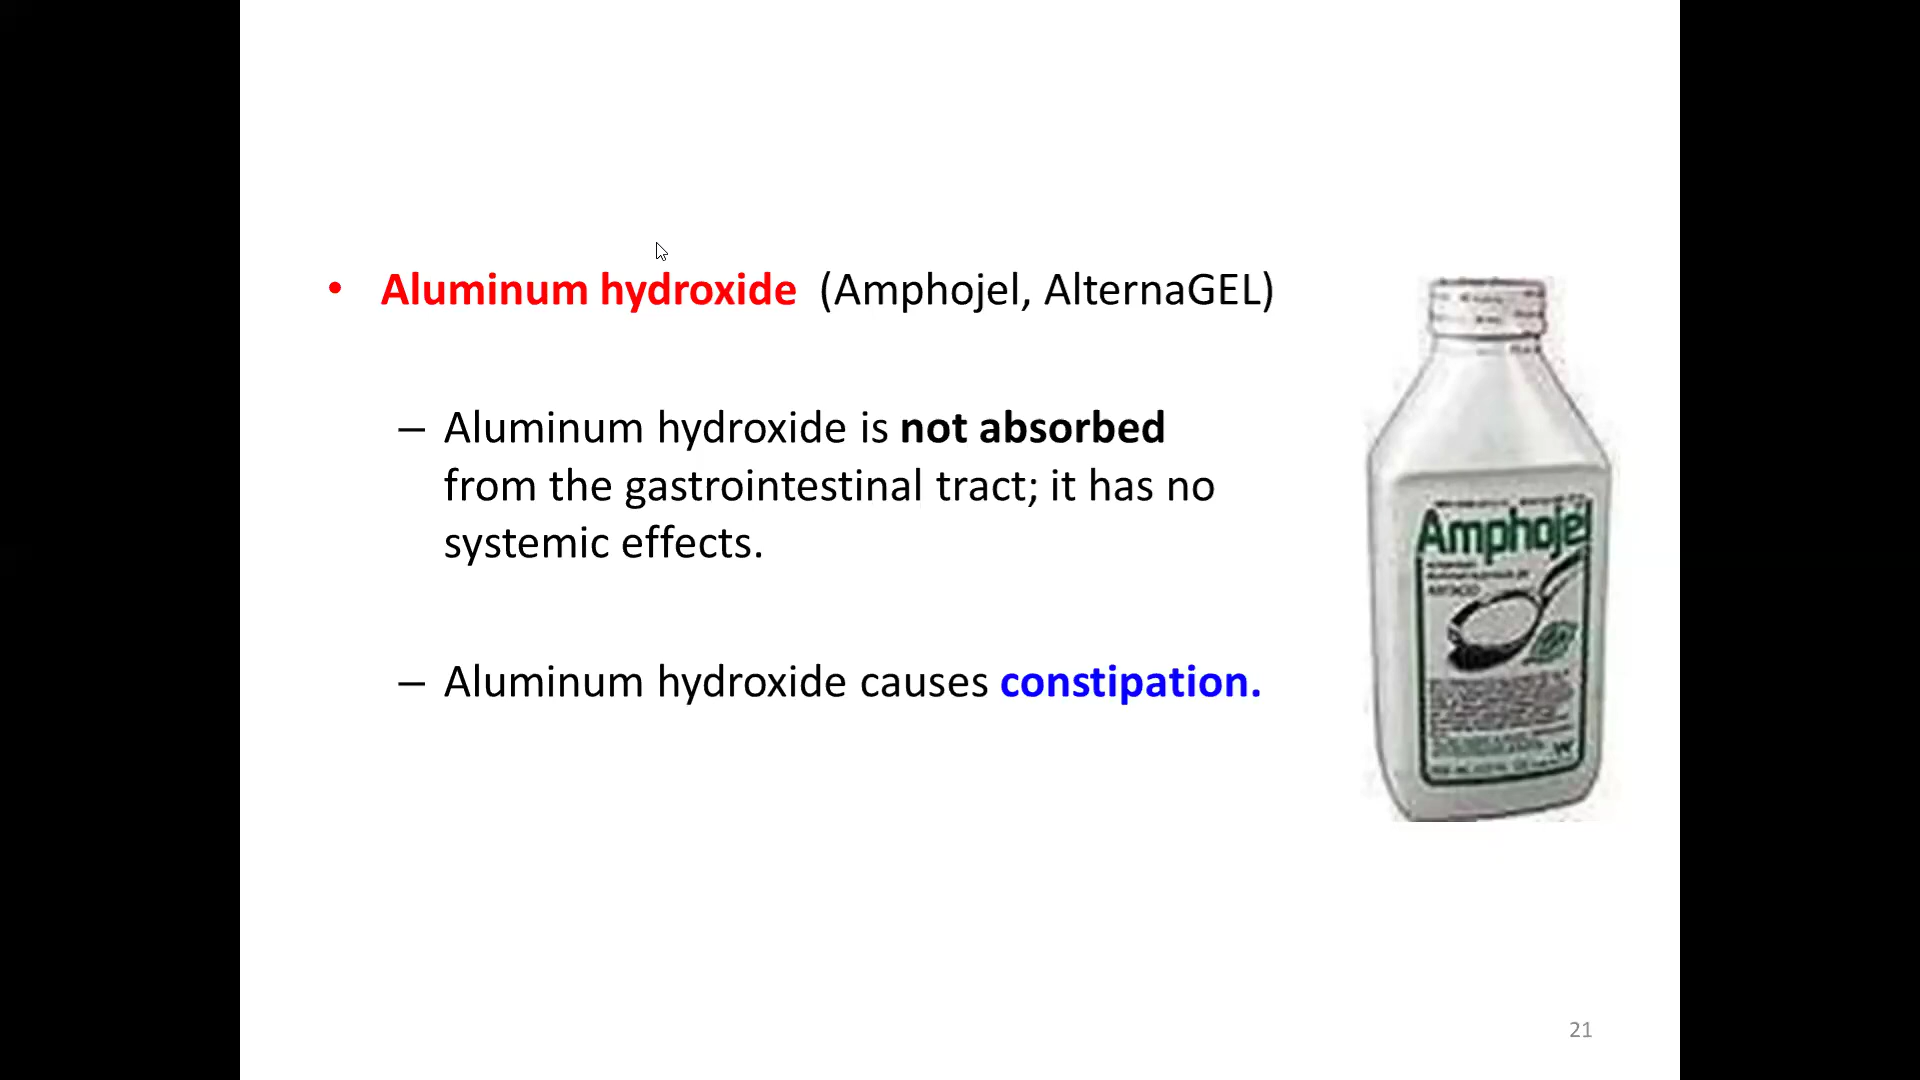 • Aluminum hydroxide (Amphojel, AlternaGEL)
– Aluminum hydroxide is not absorbed
from the gastrointestinal tract; it has no
systemic effects.
– Aluminum hydroxide causes constipation.
Amphojel
21